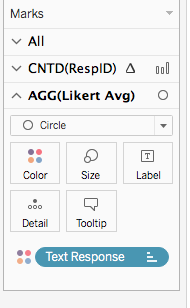 Marks
All
CNTD(RespID) Δ
AGG(Likert Avg)
Circle
Color Size Label
Detail Tooltip
Text Response